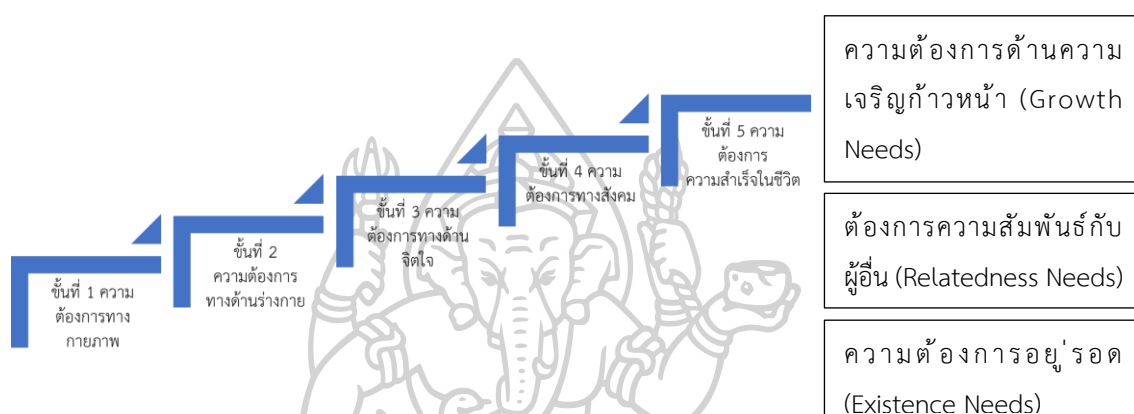 ขั้นที่ 1 ความ
ต้องการทาง
กายภาพ
ขั้นที่ 2
ความต้องการ
ทางด้านร่างกาย
ขั้นที่ 3 ความ
ต้องการทางด้าน
จิตใจ
ขั้นที่ 4 ความ
ต้องการทางสังคม
ขั้นที่ 5 ความ
ต้องการ
ความสำเร็จในชีวิต
ความต้องการด้านความ
เจริญก้าวหน้า (Growth
Needs)
ต้องการความสัมพันธ์กับ
ผู้อื่น (Relatedness Needs)
ความต้องการอยู่รอด
(Existence Needs)